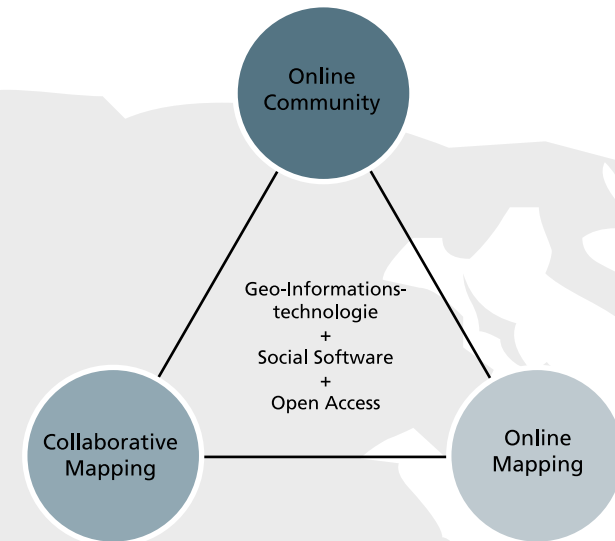 Online
Community
Geo-Informations-
technologie
+
Social Software
+
Open Access
Collaborative
Mapping
Online
Mapping